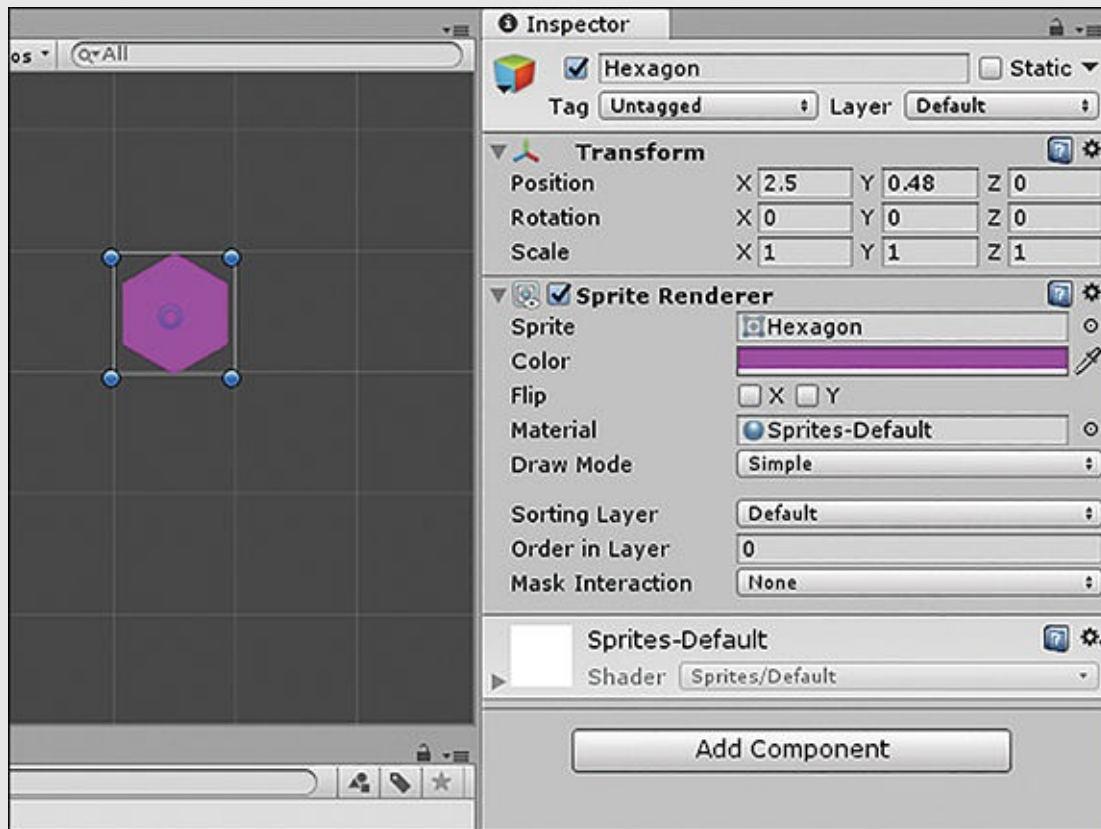 os
All
Inspector
Hexagon
Static
Tag Untagged Layer Default
Transform
Position X 2.5 Y 0.48 Z 0
Rotation X 0 Y 0 Z 0
Scale X 1 Y 1 Z 1
Sprite Renderer
Sprite Hexagon
Color
Flip X Y
Material Sprites-Default
Draw Mode Simple
Sorting Layer Default
Order in Layer 0
Mask Interaction None
Sprites-Default
Shader Sprites/Default
Add Component